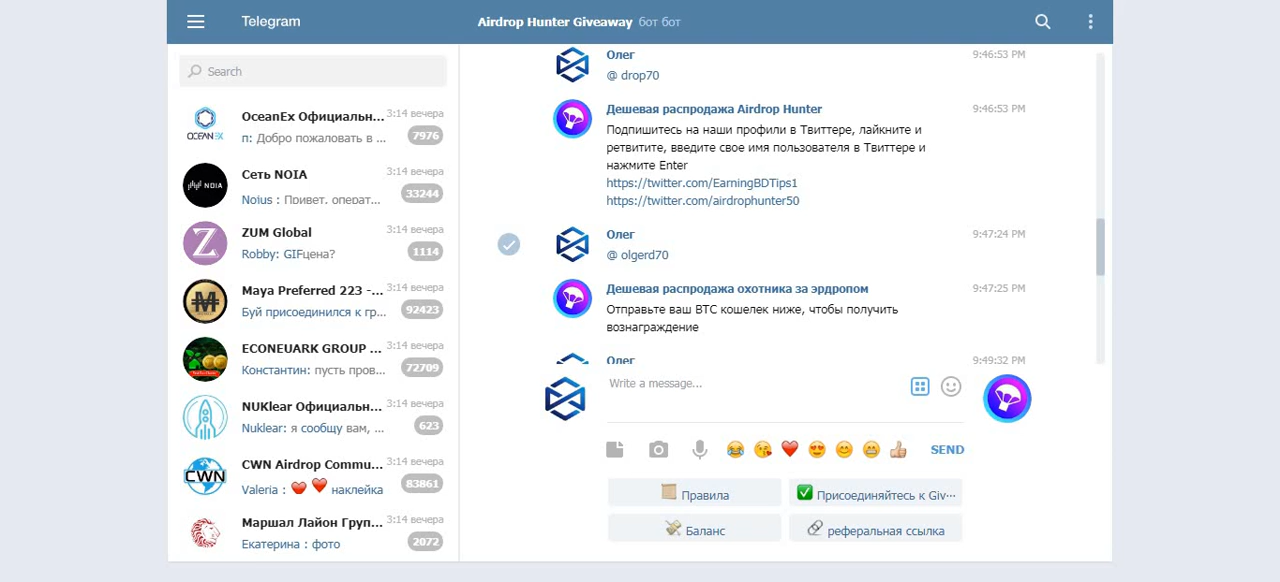 Telegram
Airdrop Hunter Giveaway бот бот
Search
OceanEx Официальн... 3:14 вечера
п: Добро пожаловать в ... 7976
OCEANEX
Сеть NOIA 3:14 вечера
Nojus : Привет, операт... 33244
NOIA
ZUM Global 3:14 вечера
Robby: GIFцена? 1114
Maya Preferred 223 -... 3:14 вечера
Буй присоединился к гр... 92423
ECONEUARK GROUP ... 3:14 вечера
Константин: пусть пров... 72709
NUKlear Официальн... 3:14 вечера
Nuklear: я сообщу вам, ... 623
CWN Airdrop Commu... 3:14 вечера
Valeria : ❤️ ❤️ наклейка 83861
CWN
Маршал Лайон Груп... 3:14 вечера
Екатерина : фото 2072
Олег 9:46:53 PM
@ drop70
Дешевая распродажа Airdrop Hunter 9:46:53 PM
Подпишитесь на наши профили в Твиттере, лайкните и
ретвитите, введите свое имя пользователя в Твиттере и
нажмите Enter
https://twitter.com/EarningBDTips1
https://twitter.com/airdrophunter50
Олег 9:47:24 PM
@ olgerd70
Дешевая распродажа охотника за эрдропом 9:47:25 PM
Отправьте ваш BTC кошелек ниже, чтобы получить
вознаграждение
Олег 9:49:32 PM
Write a message...
SEND
Правила
Присоединяйтесь к Giv...
Баланс
реферальная ссылка